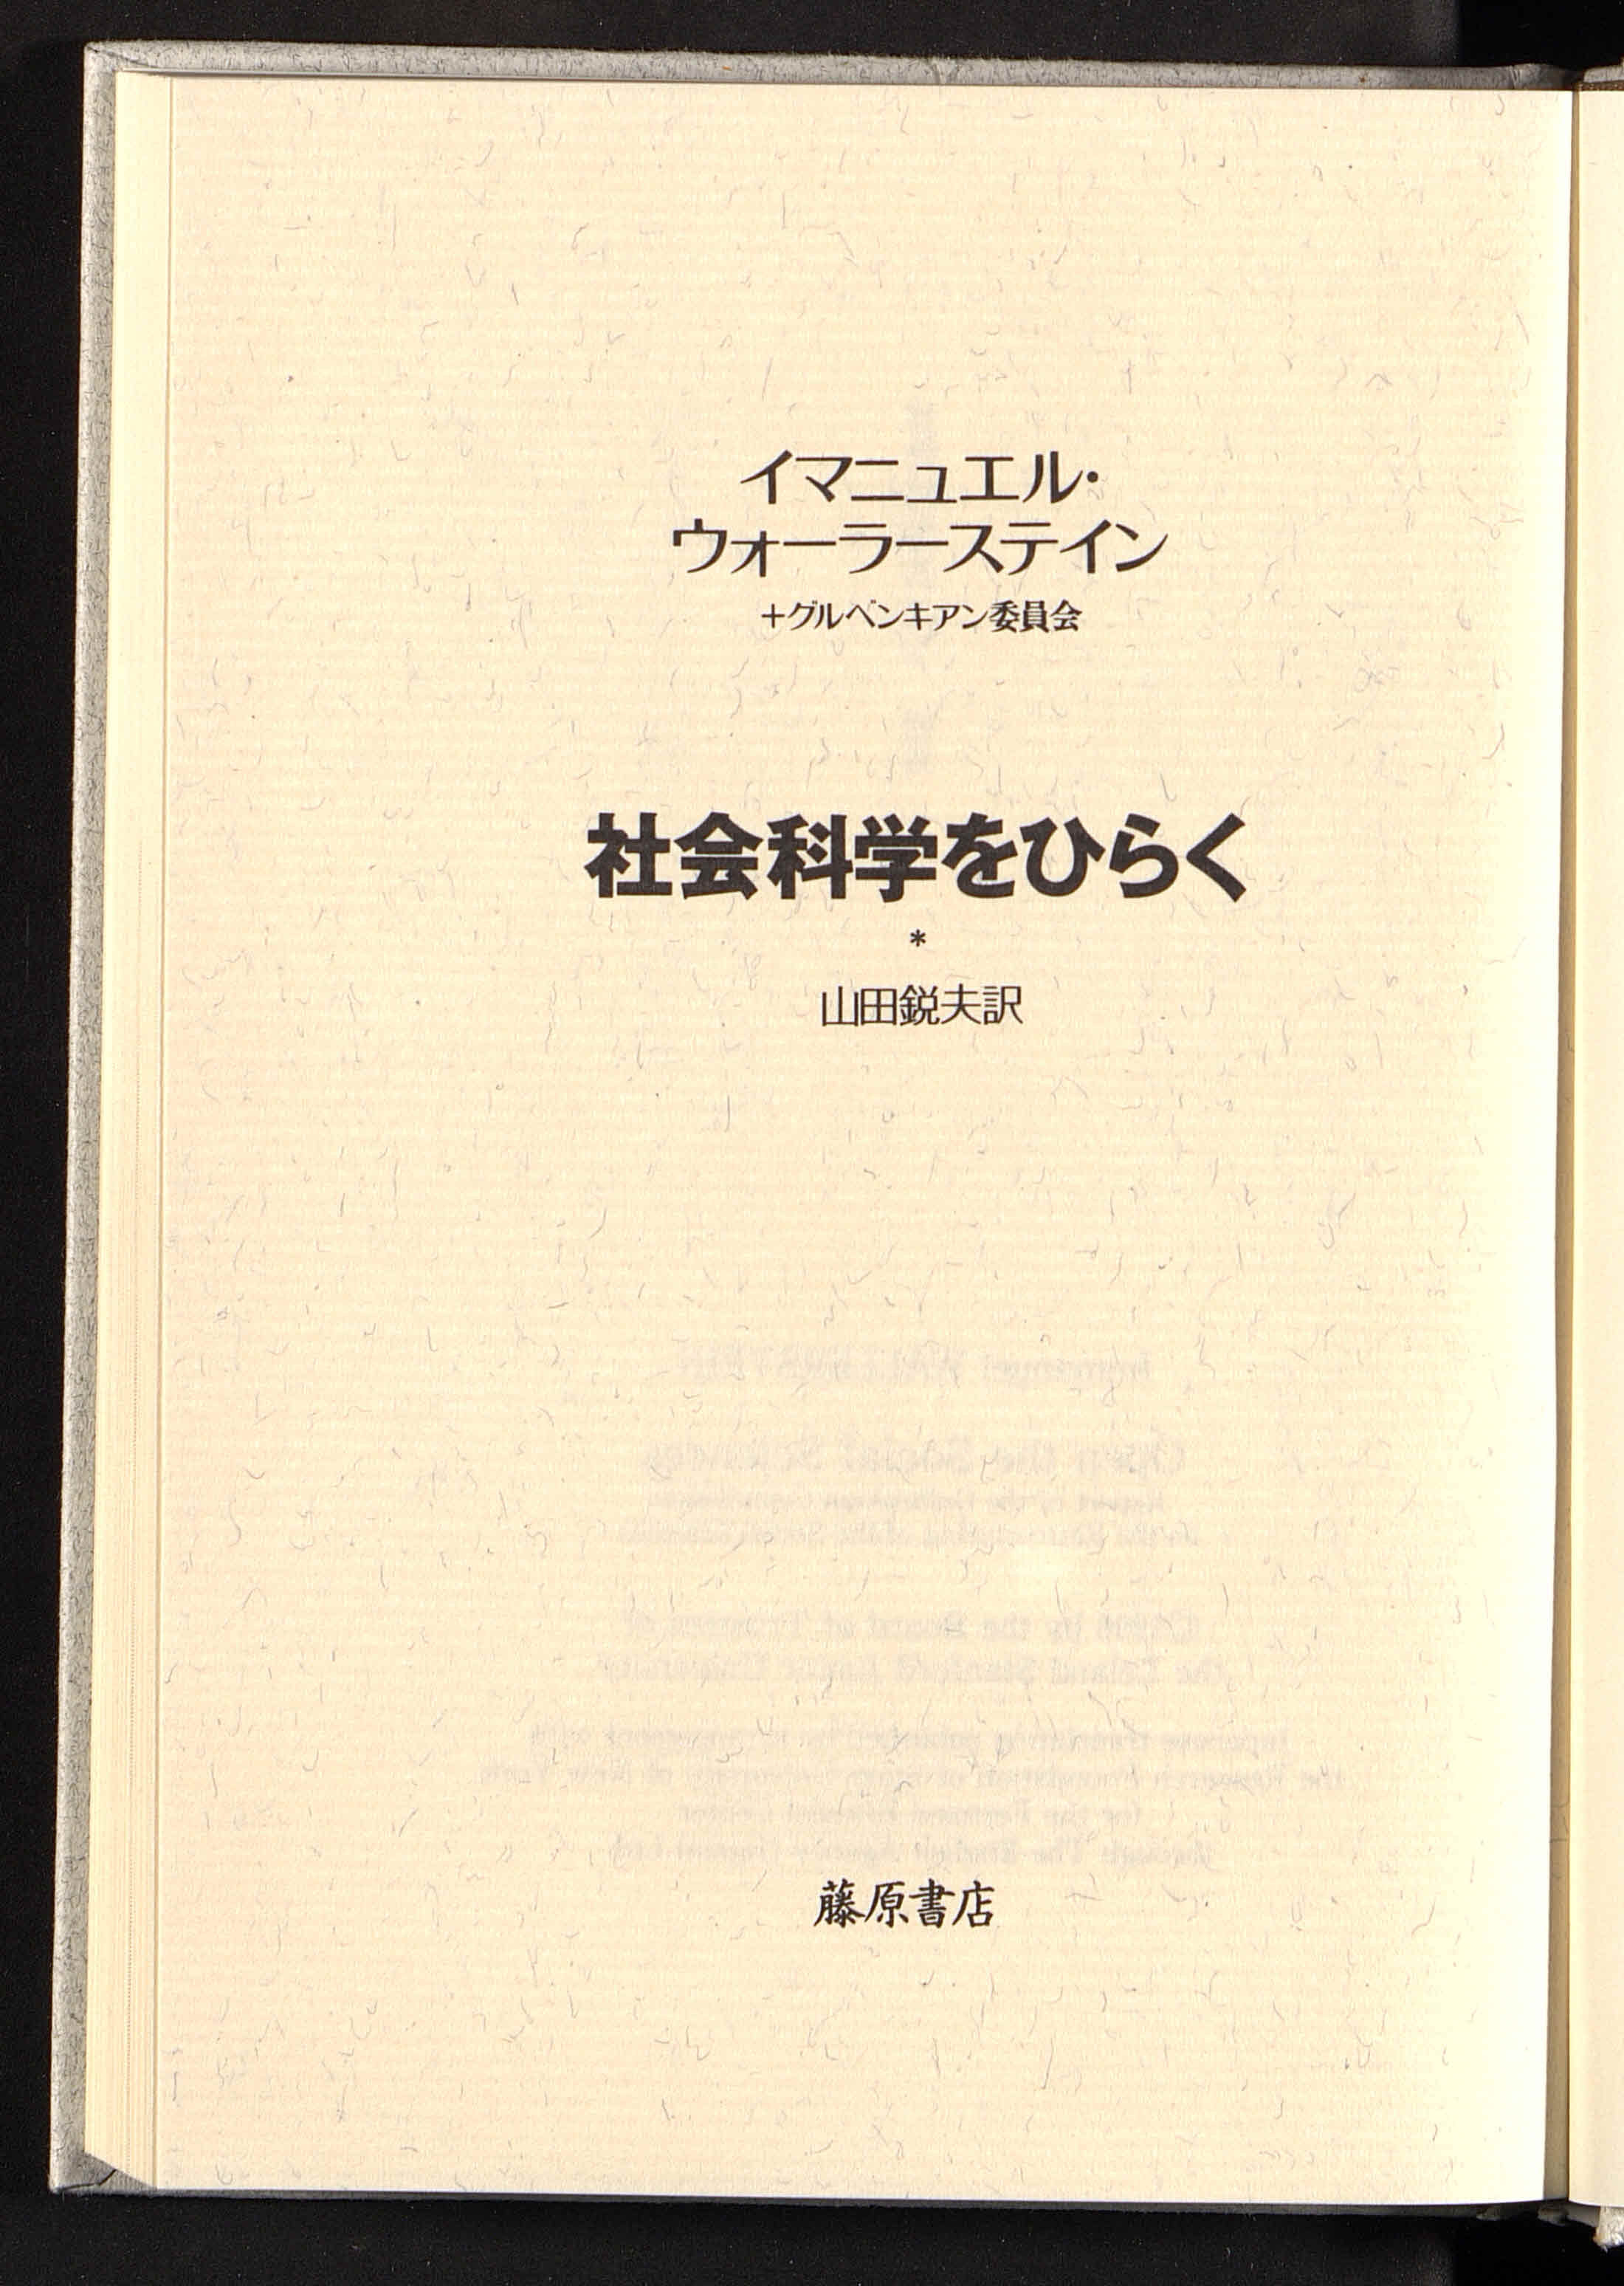 イマニュエル・
ウォーラーステイン
+グルベンキアン委員会
社会科学をひらく
*
山田鋭夫訳
藤原書店